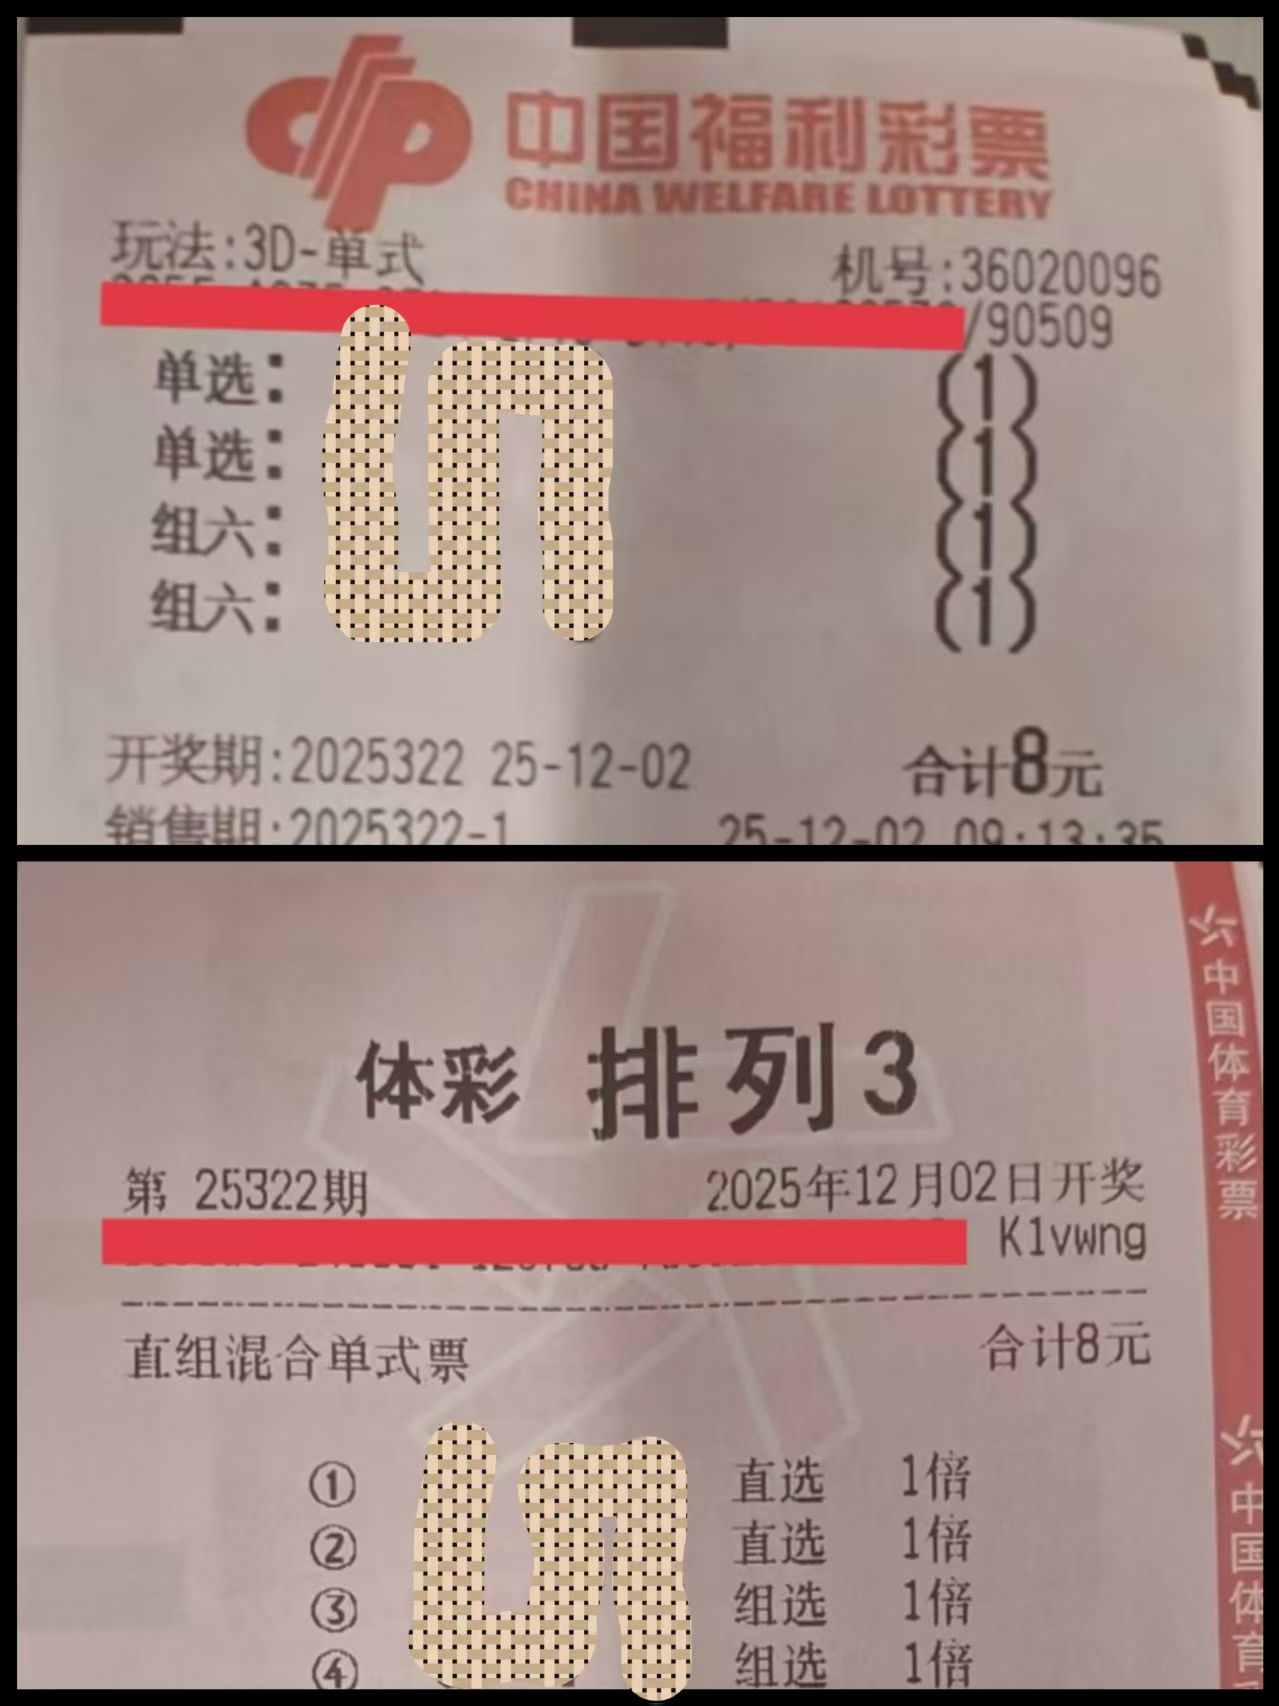 中国福利彩票
CHINA WELFARE LOTTERY
玩法:3D-单式 机号:36020096
/90509
单选: (1)
单选: (1)
组六: (1)
组六: (1)
开奖期:2025322 25-12-02 合计8元
销售期:2025322-1 25-12-02 09:13:35
体彩 排列3
第 25322期 2025年12月02日开奖
K1vwng
直组混合单式票 合计8元
① 直选 1倍
② 直选 1倍
③ 组选 1倍
④ 组选 1倍
中国体育彩票
中国体育